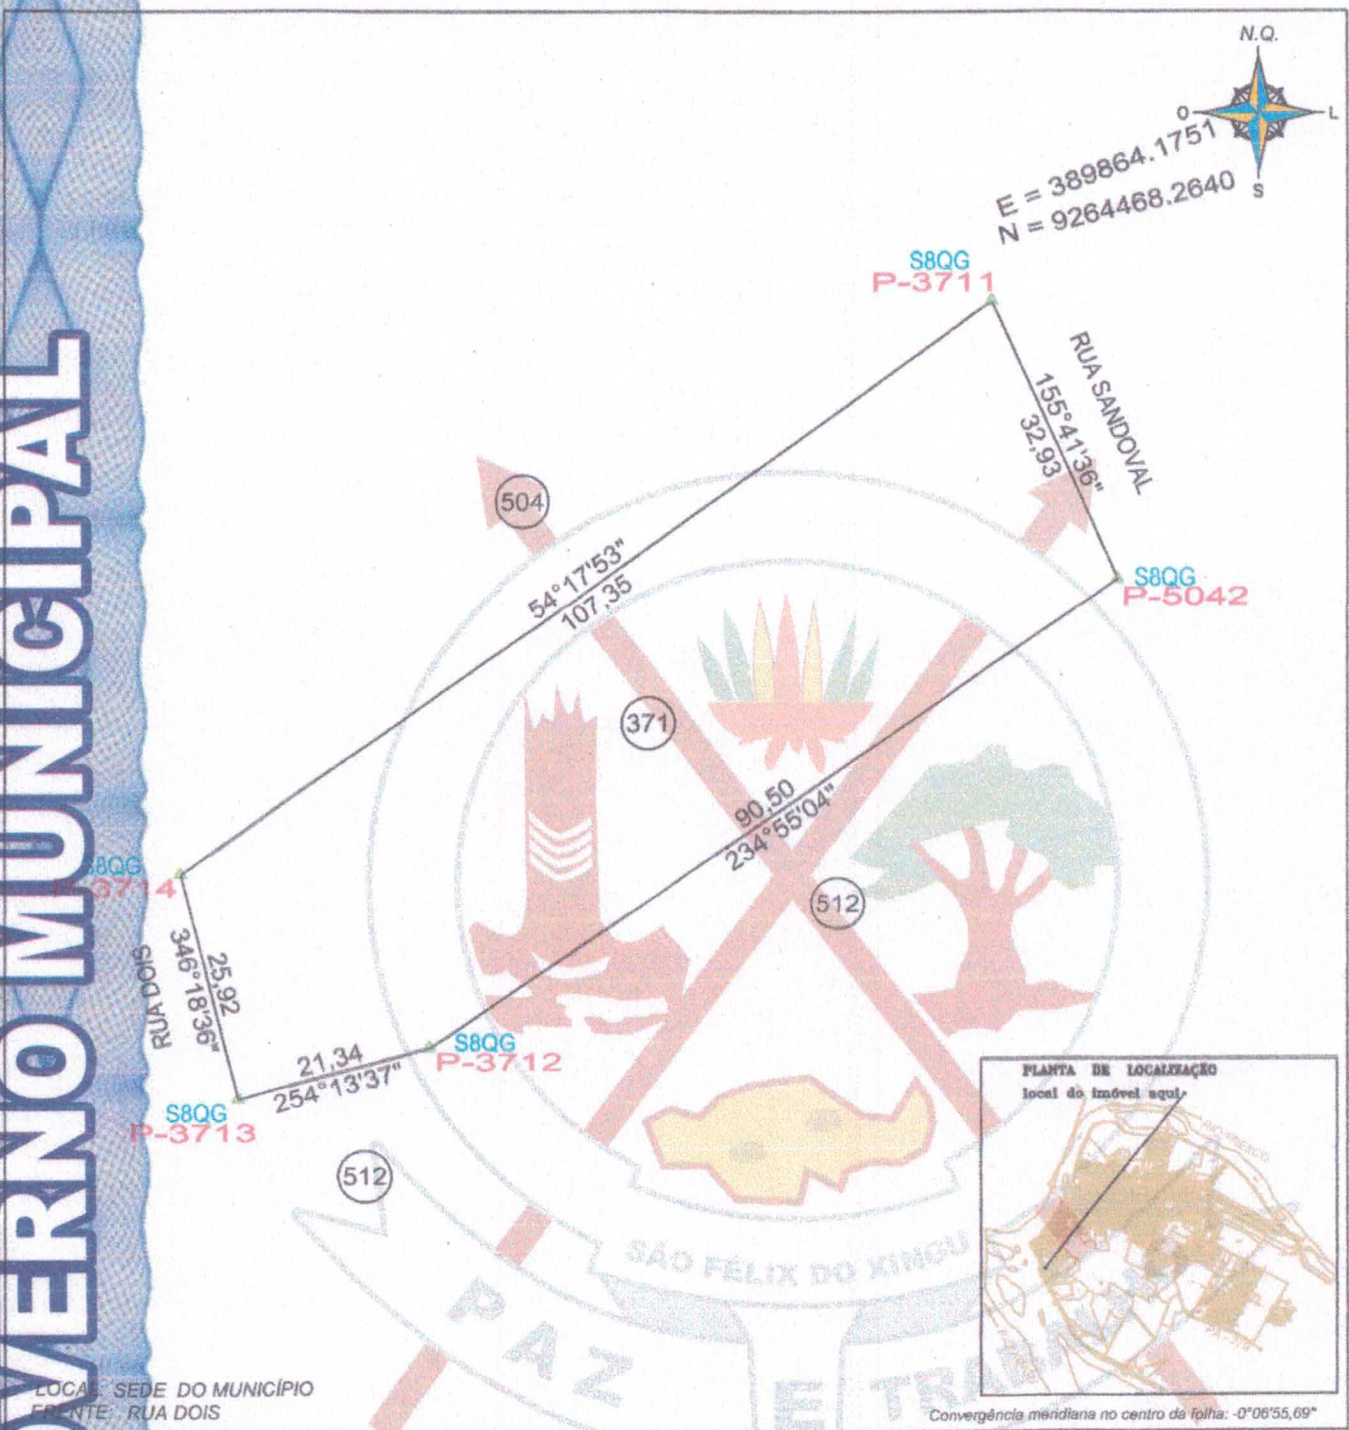 GOVERNO MUNICIPAL
N.Q.
O
L
S
E = 389864.1751
N = 9264468.2640
S8QG
P-3711
RUA SANDOVAL
155°41'36"
32,93
504
54°17'53"
107,35
S8QG
P-5042
371
90,50
234°55'04"
S8QG
P-3714
512
RUA DOIS
25,92
346°18'36"
S8QG
P-3712
21,34
254°13'37"
S8QG
P-3713
512
PLANTA DE LOCALIZAÇÃO
local do imóvel aqui
SÃO FÉLIX DO XINGU
PAZ E
LOCAL: SEDE DO MUNICÍPIO
FRENTE: RUA DOIS
Convergência meridiana no centro da folha: -0°06'55,69"